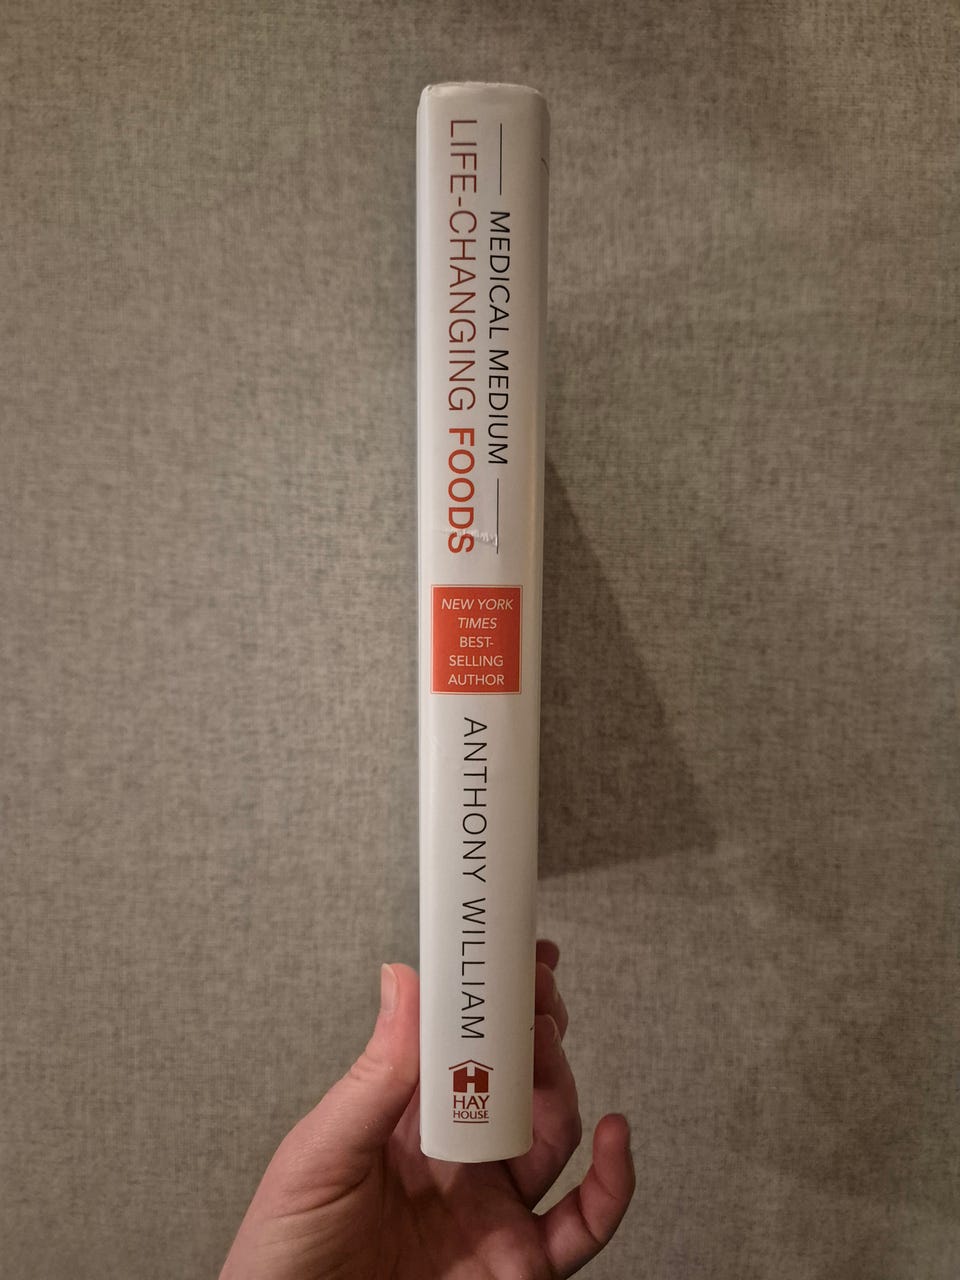 MEDICAL MEDIUM
LIFE-CHANGING FOODS
NEW YORK
TIMES
BEST-
SELLING
AUTHOR
ANTHONY WILLIAM
H
HAY
HOUSE